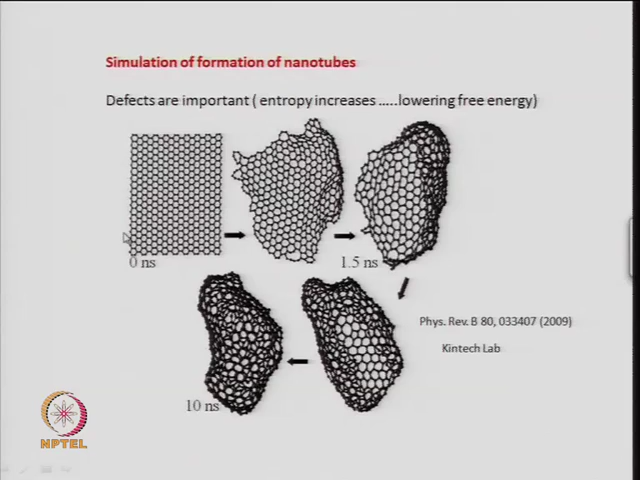 Simulation of formation of nanotubes
Defects are important ( entropy increases .....lowering free energy)
0 ns
1.5 ns
Phys. Rev. B 80, 033407 (2009)
Kintech Lab
10 ns
NPTEL